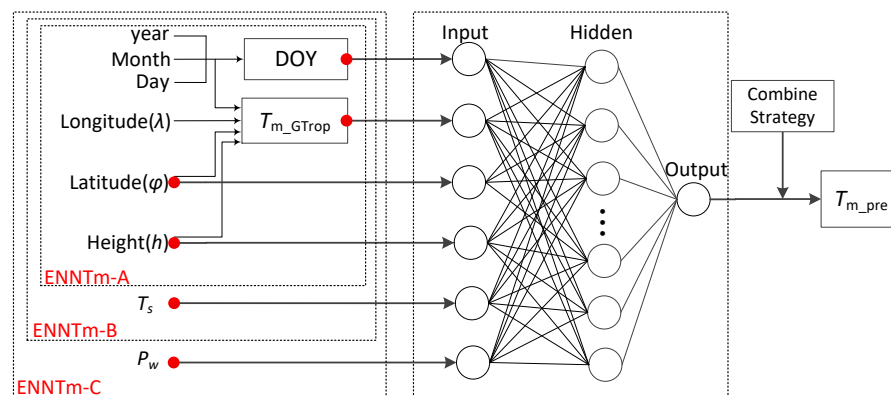 year
Month
Day
DOY
Longitude(λ)
Tm_GTrop
Latitude(φ)
Height(h)
ENNTm-A
Ts
ENNTm-B
Pw
ENNTm-C
Input
Hidden
Output
Combine
Strategy
Tm_pre